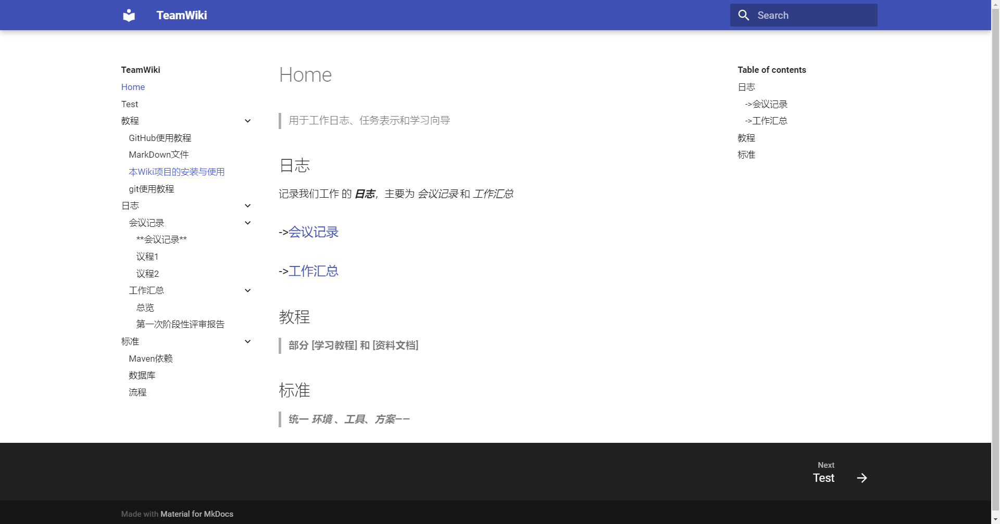 TeamWiki
Search
TeamWiki
Home
Test
教程
GitHub使用教程
MarkDown文件
本Wiki项目的安装与使用
git使用教程
日志
会议记录
**会议记录**
议程1
议程2
工作汇总
总览
第一次阶段性评审报告
标准
Maven依赖
数据库
流程
Home
用于工作日志、任务表示和学习向导
日志
记录我们工作 的 日志，主要为 会议记录 和 工作汇总
->会议记录
->工作汇总
教程
部分 [学习教程] 和 [资料文档]
标准
统一 环境 、工具、方案——
Table of contents
日志
->会议记录
->工作汇总
教程
标准
Next
Test
Made with Material for MkDocs